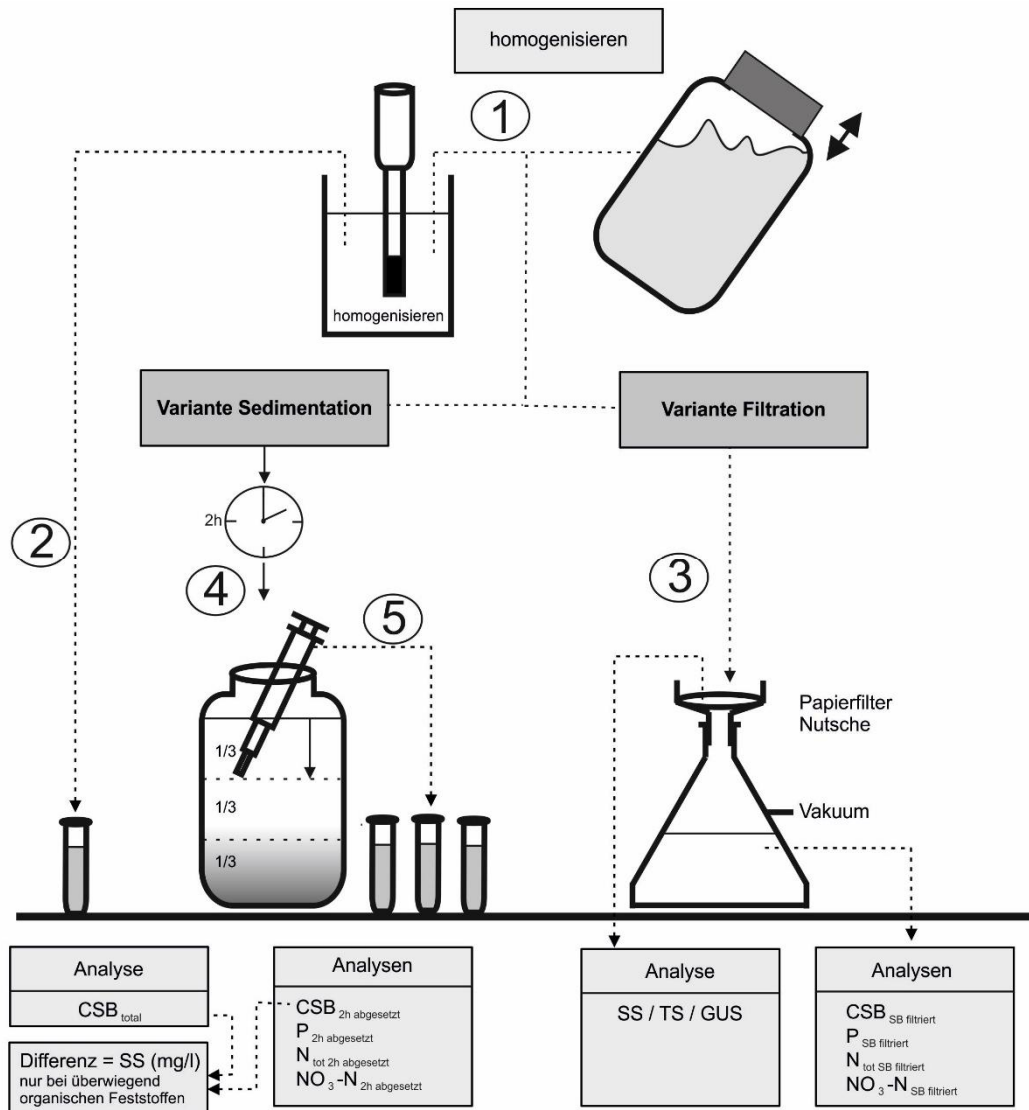 homogenisieren
1
homogenisieren
Variante Sedimentation
Variante Filtration
2h
2
4
5
3
1/3
1/3
1/3
Papierfilter
Nutsche
Vakuum
Analyse
CSB total
Differenz = SS (mg/l)
nur bei überwiegend
organischen Feststoffen
Analysen
CSB 2h abgesetzt
P 2h abgesetzt
N tot 2h abgesetzt
NO3-N 2h abgesetzt
Analyse
SS / TS / GUS
Analysen
CSB SB filtriert
P SB filtriert
N tot SB filtriert
NO3-N SB filtriert